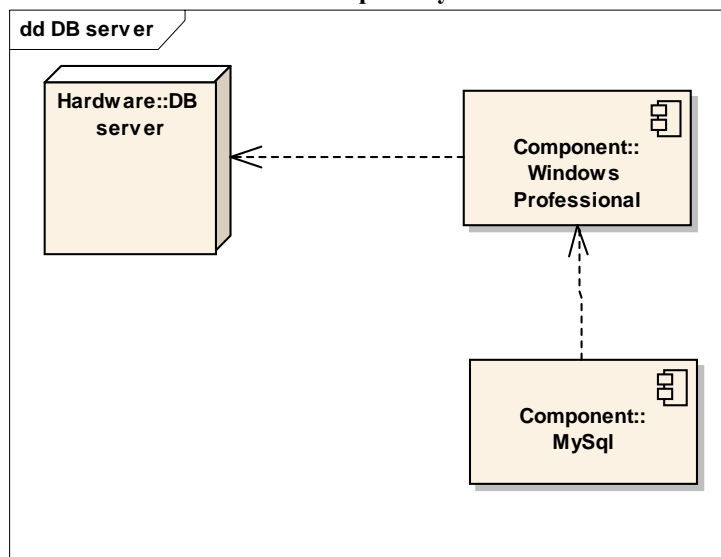 dd DB server
Hardware::DB
server
Component::
Windows
Professional
Component::
MySql